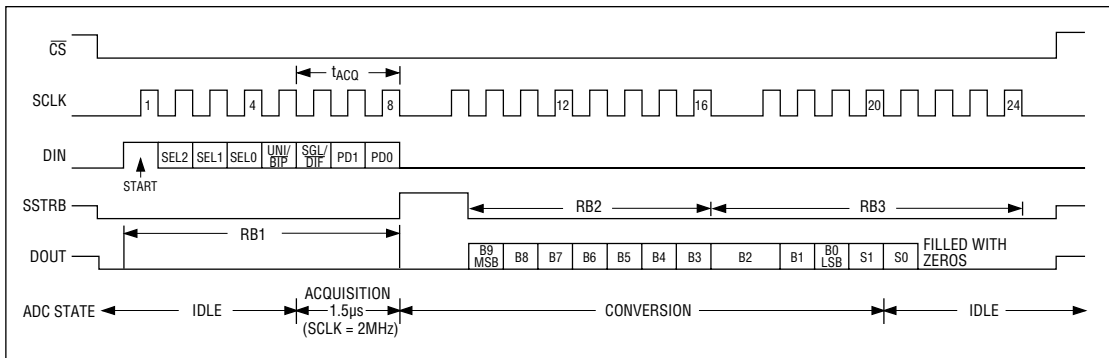 CS
tACQ
SCLK 1 4 8 12 16 20 24
DIN SEL2 SEL1 SEL0 UNI/BIP SGL/DIF PD1 PD0
START
SSTRB RB2 RB3
RB1
DOUT B9 MSB B8 B7 B6 B5 B4 B3 B2 B1 B0 LSB S1 S0 FILLED WITH ZEROS
ADC STATE IDLE ACQUISITION 1.5µs (SCLK = 2MHz) CONVERSION IDLE